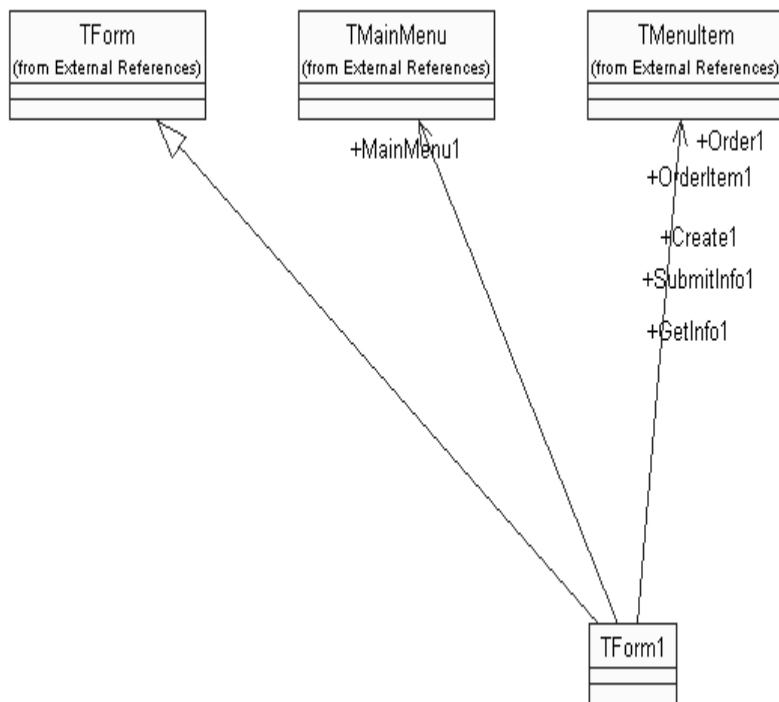 TForm
(from External References)
TMainMenu
(from External References)
TMenuItem
(from External References)
+MainMenu1
+Order1
+OrderItem1
+Create1
+SubmitInfo1
+GetInfo1
TForm1